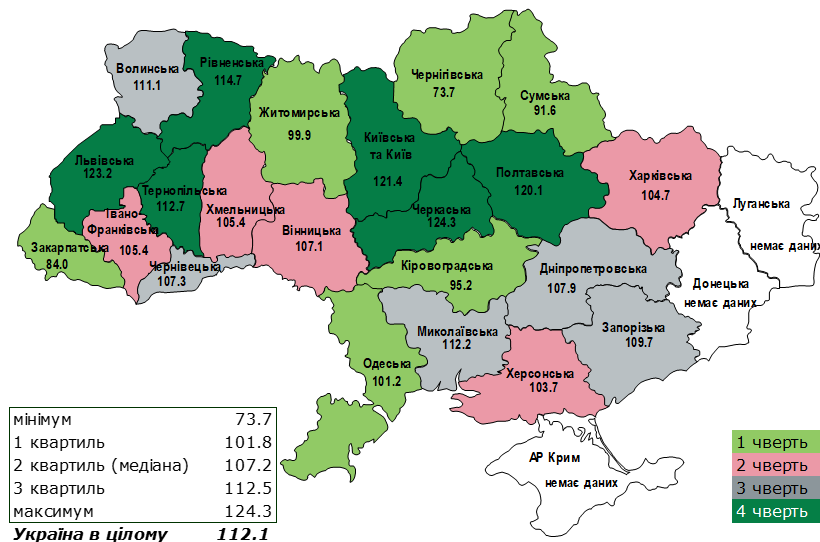 Волинська
111.1
Рівненська
114.7
Житомирська
99.9
Чернігівська
73.7
Сумська
91.6
Київська
та Київ
121.4
Львівська
123.2
Тернопільська
112.7
Хмельницька
105.4
Івано-
Франківська
105.4
Закарпатська
84.0
Чернівецька
107.3
Вінницька
107.1
Черкаська
124.3
Полтавська
120.1
Харківська
104.7
Луганська
немає даних
Кіровоградська
95.2
Дніпропетровська
107.9
Донецька
немає даних
Миколаївська
112.2
Запорізька
109.7
Одеська
101.2
Херсонська
103.7
АР Крим
немає даних
мінімум 73.7
1 квартиль 101.8
2 квартиль (медіана) 107.2
3 квартиль 112.5
максимум 124.3
Україна в цілому 112.1
1 чверть
2 чверть
3 чверть
4 чверть